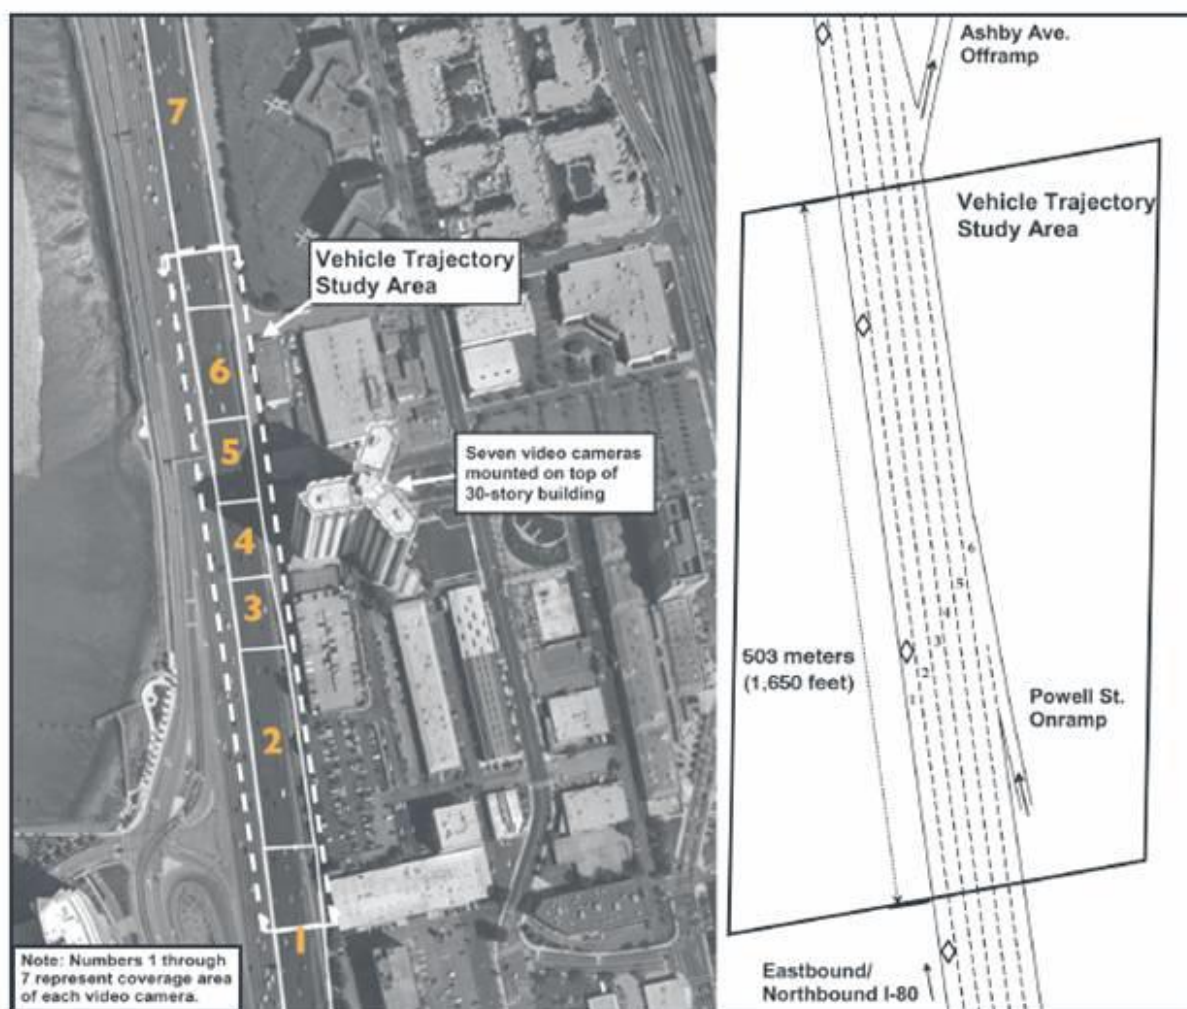 7
Vehicle Trajectory
Study Area
6
5
Seven video cameras
mounted on top of
30-story building
4
3
2
1
Note: Numbers 1 through
7 represent coverage area
of each video camera.
Ashby Ave.
Offramp
Vehicle Trajectory
Study Area
6
5
4
3
2
1
503 meters
(1,650 feet)
Powell St.
Onramp
Eastbound/
Northbound I-80